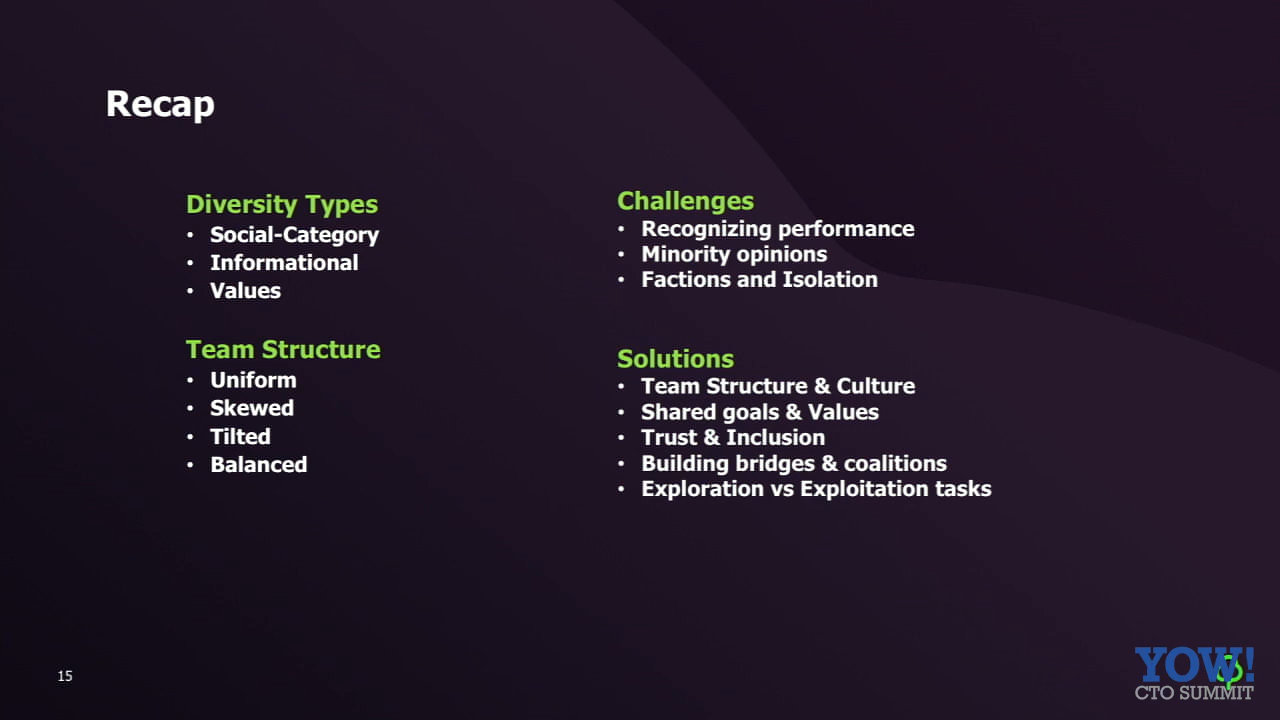 Recap
Diversity Types
• Social-Category
• Informational
• Values
Team Structure
• Uniform
• Skewed
• Tilted
• Balanced
Challenges
• Recognizing performance
• Minority opinions
• Factions and Isolation
Solutions
• Team Structure & Culture
• Shared goals & Values
• Trust & Inclusion
• Building bridges & coalitions
• Exploration vs Exploitation tasks
15
YOW!
CTO SUMMIT